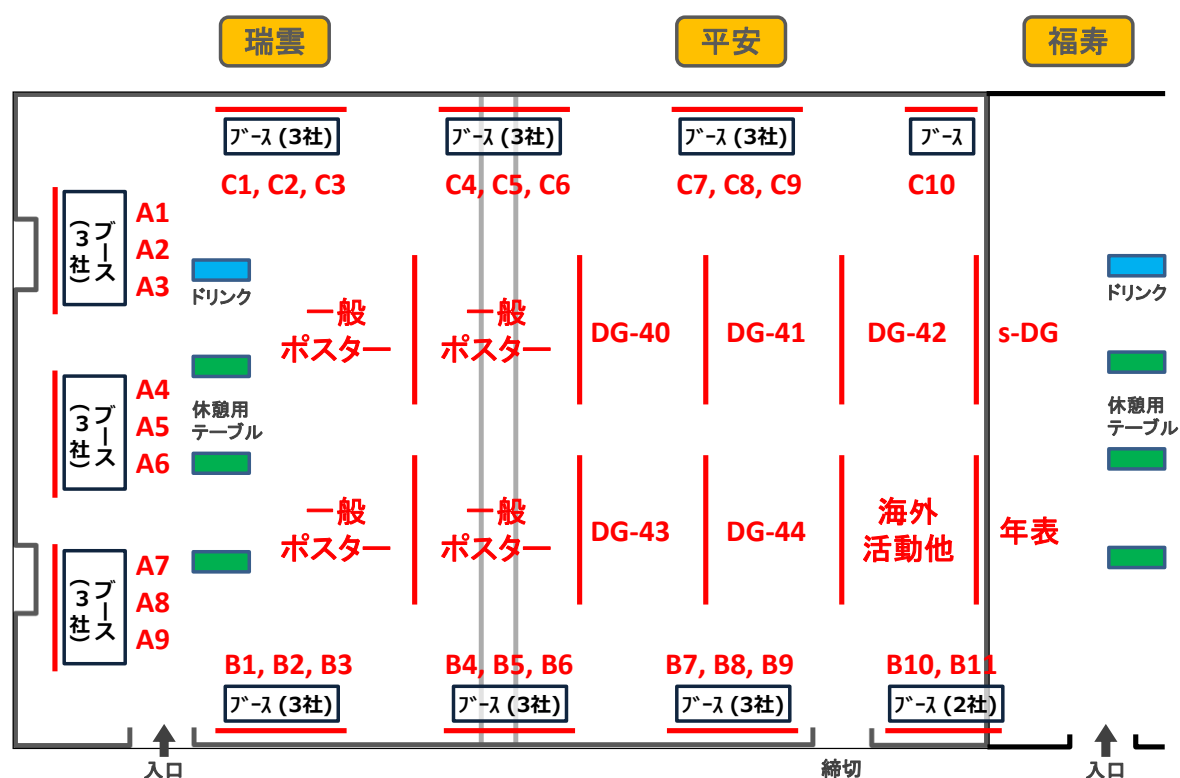 瑞雲
平安
福寿
ﾌﾞｰｽ (3社)
ﾌﾞｰｽ (3社)
ﾌﾞｰｽ (3社)
ﾌﾞｰｽ
C1, C2, C3
C4, C5, C6
C7, C8, C9
C10
ブース
(3社)
A1
A2
A3
ドリンク
ドリンク
一般
ポスター
一般
ポスター
DG-40
DG-41
DG-42
s-DG
ブース
(3社)
A4
A5
A6
休憩用
テーブル
休憩用
テーブル
一般
ポスター
一般
ポスター
DG-43
DG-44
海外
活動他
年表
ブース
(3社)
A7
A8
A9
B1, B2, B3
B4, B5, B6
B7, B8, B9
B10, B11
ﾌﾞｰｽ (3社)
ﾌﾞｰｽ (3社)
ﾌﾞｰｽ (3社)
ﾌﾞｰｽ (2社)
入口
締切
入口